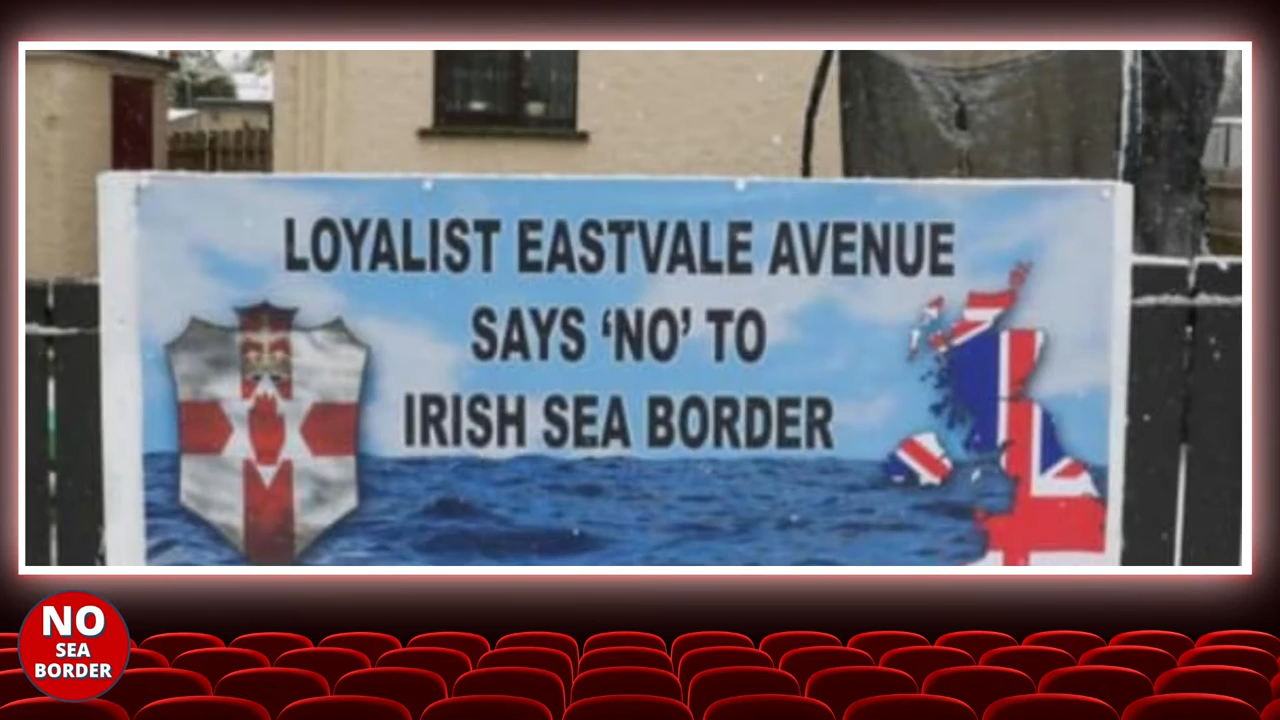 LOYALIST EASTVALE AVENUE
SAYS ‘NO’ TO
IRISH SEA BORDER
NO
SEA
BORDER